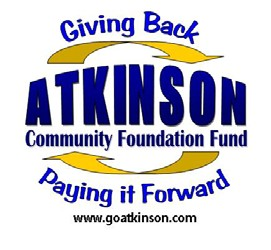 Giving Back
ATKINSON
Community Foundation Fund
Paying it Forward
www.goatkinson.com